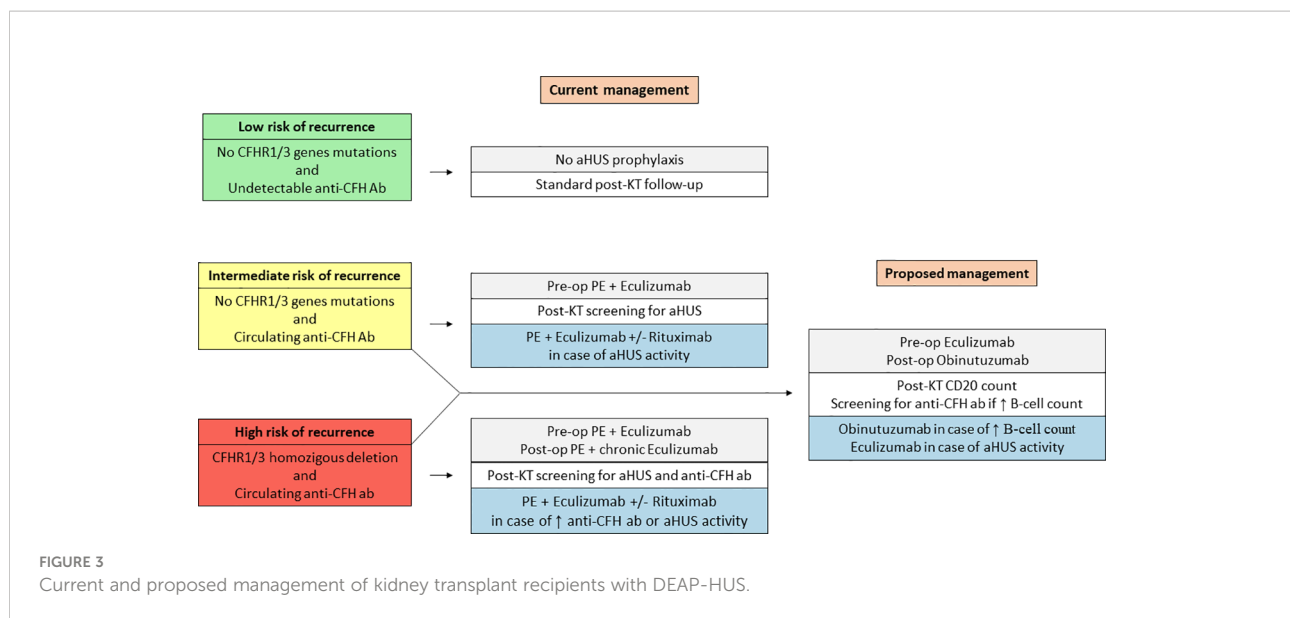 Current management
Low risk of recurrence
No CFHR1/3 genes mutations
and
Undetectable anti-CFH Ab
No aHUS prophylaxis
Standard post-KT follow-up
Intermediate risk of recurrence
No CFHR1/3 genes mutations
and
Circulating anti-CFH Ab
Pre-op PE + Eculizumab
Post-KT screening for aHUS
PE + Eculizumab +/- Rituximab
in case of aHUS activity
Proposed management
Pre-op Eculizumab
Post-op Obinutuzumab
Post-KT CD20 count
Screening for anti-CFH ab if ↑ B-cell count
Obinutuzumab in case of ↑ B-cell count
Eculizumab in case of aHUS activity
High risk of recurrence
CFHR1/3 homozigous deletion
and
Circulating anti-CFH ab
Pre-op PE + Eculizumab
Post-op PE + chronic Eculizumab
Post-KT screening for aHUS and anti-CFH ab
PE + Eculizumab +/- Rituximab
in case of ↑ anti-CFH ab or aHUS activity
FIGURE 3
Current and proposed management of kidney transplant recipients with DEAP-HUS.